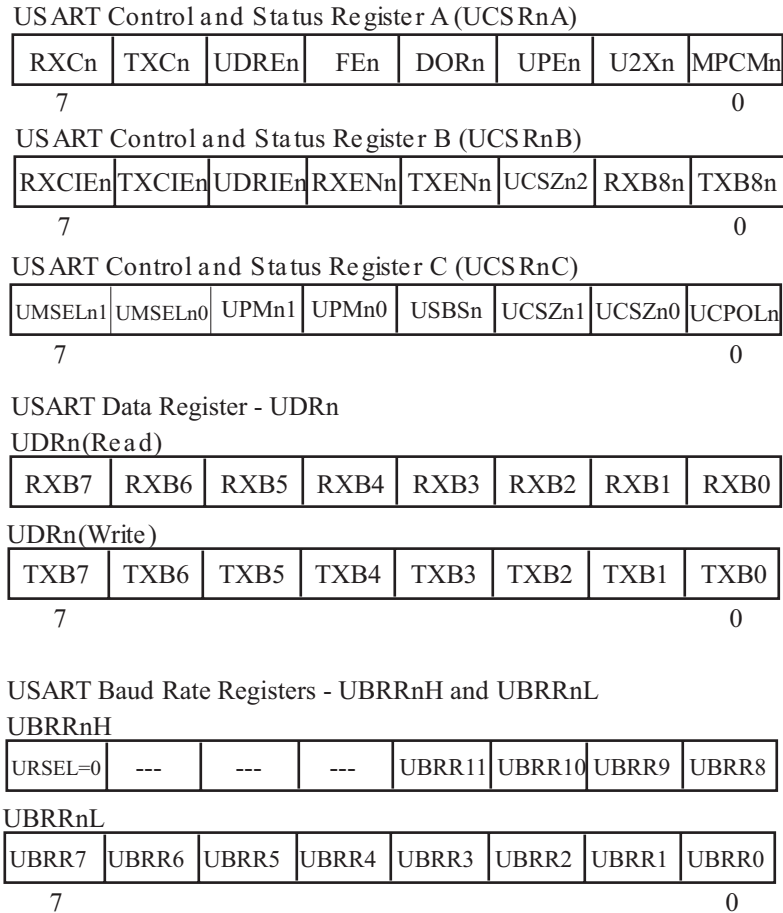 USART Control and Status Register A (UCSRnA)
RXCn TXCn UDREn FEn DORn UPEn U2Xn MPCMn
7 0
USART Control and Status Register B (UCSRnB)
RXCIEn TXCIEn UDRIEn RXENn TXENn UCSZn2 RXB8n TXB8n
7 0
USART Control and Status Register C (UCSRnC)
UMSELn1 UMSELn0 UPMn1 UPMn0 USBSn UCSZn1 UCSZn0 UCPOLn
7 0
USART Data Register - UDRn
UDRn(Read)
RXB7 RXB6 RXB5 RXB4 RXB3 RXB2 RXB1 RXB0
UDRn(Write)
TXB7 TXB6 TXB5 TXB4 TXB3 TXB2 TXB1 TXB0
7 0
USART Baud Rate Registers - UBRRnH and UBRRnL
UBRRnH
URSEL=0 --- --- --- UBRR11 UBRR10 UBRR9 UBRR8
UBRRnL
UBRR7 UBRR6 UBRR5 UBRR4 UBRR3 UBRR2 UBRR1 UBRR0
7 0